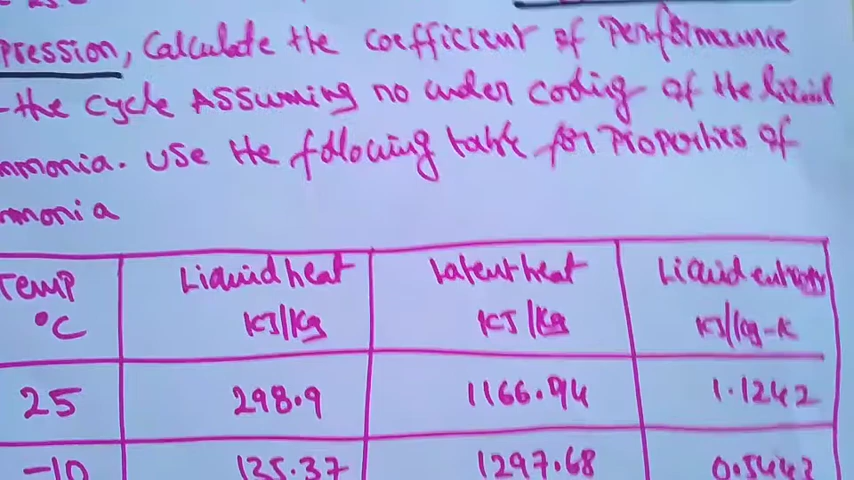 pression, Calculate the coefficient of performance
the cycle Assuming no under cooling of the liquid
mmonia. use the following table for Properties of
mmonia
Temp Liquid heat Latent heat Liquid entropy
°C KJ/Kg KJ/Kg KJ/Kg-K
25 298.9 1166.94 1.1242
-10 135.37 1297.68 0.5443